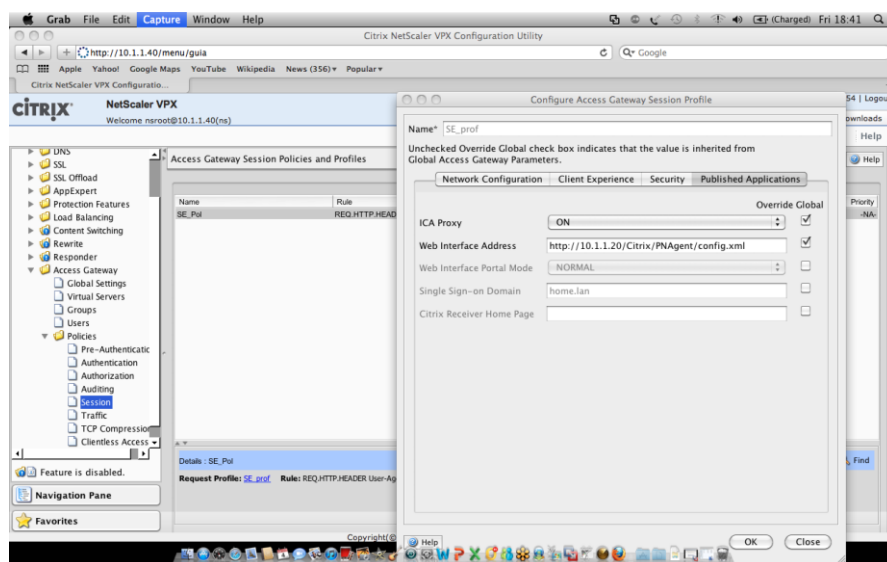 Grab File Edit Capture Window Help (Charged) Fri 18:41
Citrix NetScaler VPX Configuration Utility
http://10.1.1.40/menu/guia
Google
Apple Yahoo! Google Maps YouTube Wikipedia News (356) Popular
Citrix NetScaler VPX Configuratio...
CITRIX NetScaler VPX
Welcome nsroot@10.1.1.40(ns)
54 | Logou
ownloads
Help
Help
DNS
SSL
SSL Offload
AppExpert
Protection Features
Load Balancing
Content Switching
Rewrite
Responder
Access Gateway
Global Settings
Virtual Servers
Groups
Users
Policies
Pre-Authenticatic
Authentication
Authorization
Auditing
Session
Traffic
TCP Compression
Clientless Access
Feature is disabled.
Navigation Pane
Favorites
Access Gateway Session Policies and Profiles
Name Rule Priority
SE_Pol REQ.HTTP.HEAD -NA-
Details : SE_Pol
Find
Request Profile: SE_prof Rule: REQ.HTTP.HEADER User-Ag
Copyright(©
Configure Access Gateway Session Profile
Name* SE_prof
Unchecked Override Global check box indicates that the value is inherited from
Global Access Gateway Parameters.
Network Configuration Client Experience Security Published Applications
Override Global
ICA Proxy ON
Web Interface Address http://10.1.1.20/Citrix/PNAgent/config.xml
Web Interface Portal Mode NORMAL
Single Sign-on Domain home.lan
Citrix Receiver Home Page
Help OK Close